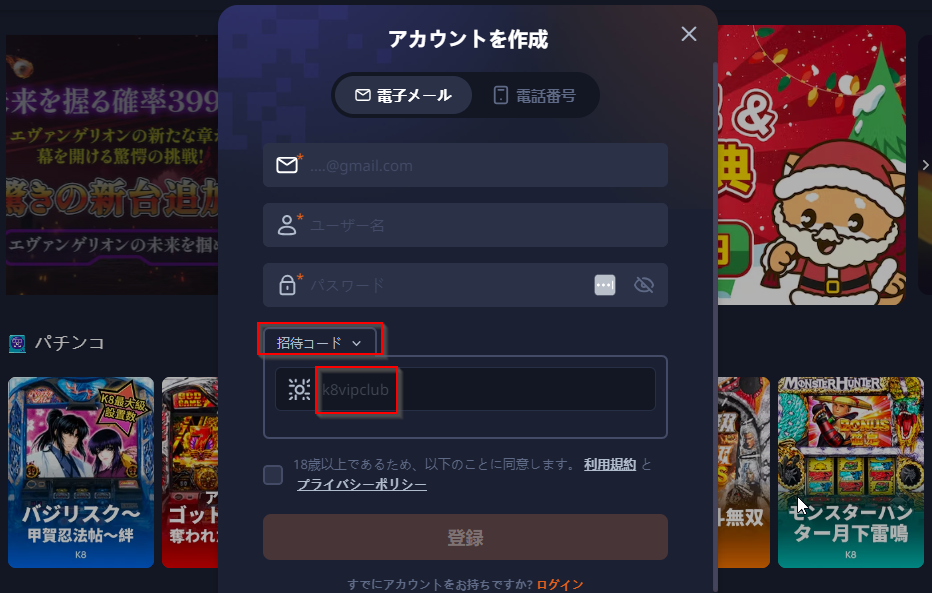 アカウントを作成
電子メール
電話番号
未来を握る確率399
エヴァンゲリオンの新たな章が
幕を開ける驚愕の挑戦!
驚きの新台追加
エヴァンゲリオンの未来を掴め
&
典
....@gmail.com
ユーザー名
パスワード
招待コード
k8vipclub
パチンコ
18歳以上であるため、以下のことに同意します。 利用規約 と
プライバシーポリシー
登録
すでにアカウントをお持ちですか? ログイン
K8最大級
設置数
バジリスク～
甲賀忍法帖～絆
K8
GOD GAME
ゴッド
奪われ
無双
MONSTER HUNTER
BONUS
モンスターハン
ター月下雷鳴
K8